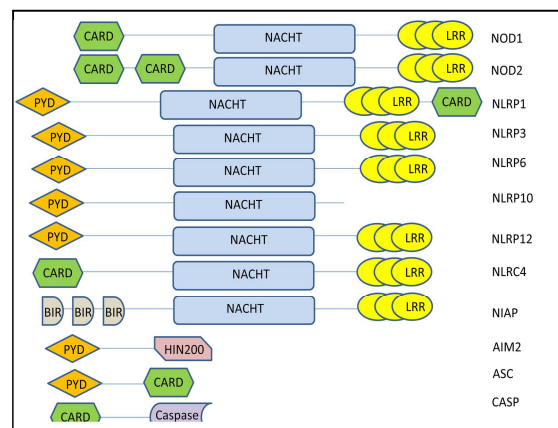 CARD NACHT LRR NOD1
CARD CARD NACHT LRR NOD2
PYD NACHT LRR CARD NLRP1
PYD NACHT LRR NLRP3
PYD NACHT LRR NLRP6
PYD NACHT NLRP10
PYD NACHT LRR NLRP12
CARD NACHT LRR NLRC4
BIR BIR BIR NACHT LRR NIAP
PYD HIN200 AIM2
PYD CARD ASC
CARD Caspase CASP